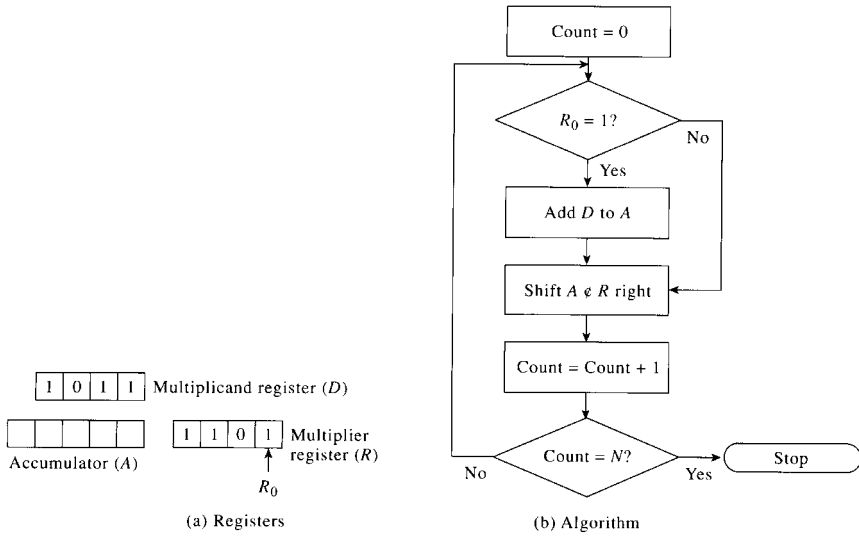 Count = 0
R₀ = 1?
No
Yes
Add D to A
Shift A ¢ R right
Count = Count + 1
Count = N?
No
Yes
Stop
(b) Algorithm
1 0 1 1
Multiplicand register (D)
Accumulator (A)
1 1 0 1
Multiplier
register (R)
R₀
(a) Registers